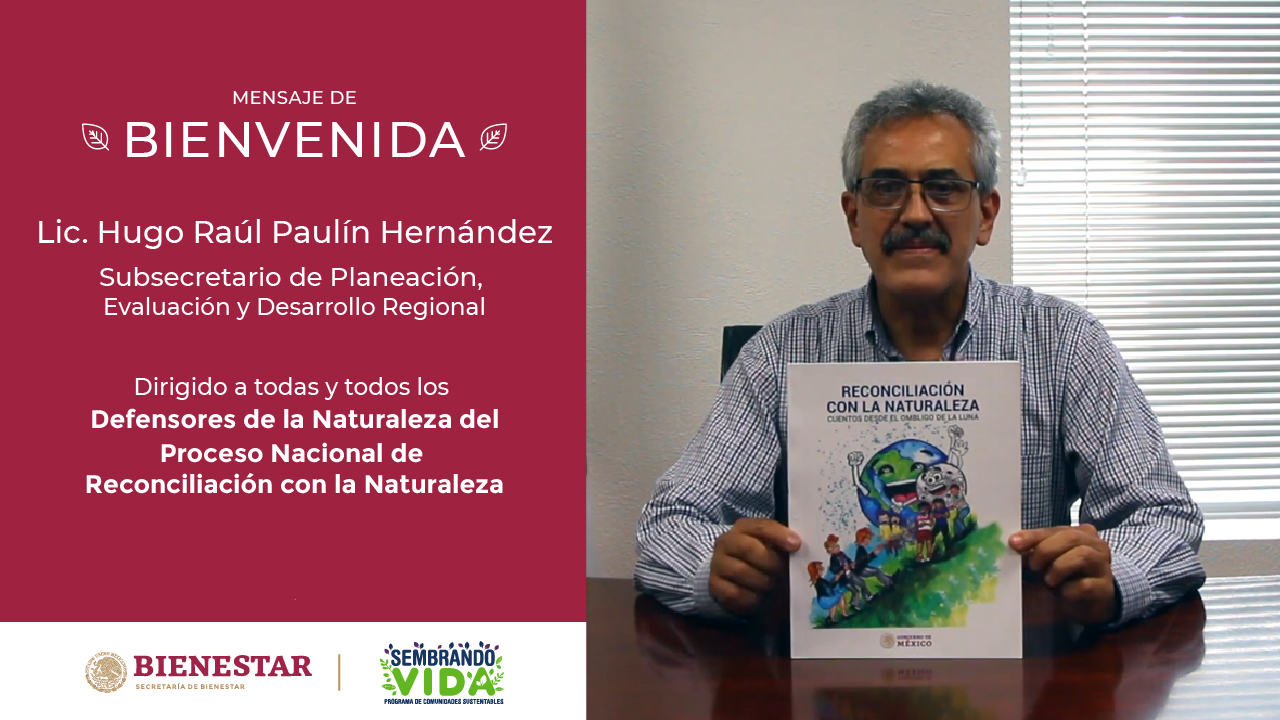 MENSAJE DE
BIENVENIDA
Lic. Hugo Raúl Paulín Hernández
Subsecretario de Planeación,
Evaluación y Desarrollo Regional
Dirigido a todas y todos los
Defensores de la Naturaleza del
Proceso Nacional de
Reconciliación con la Naturaleza
BIENESTAR
SECRETARÍA DE BIENESTAR
SEMBRANDO
VIDA
PROGRAMA DE COMUNIDADES SUSTENTABLES
RECONCILIACIÓN
CON LA NATURALEZA
CUENTOS DESDE EL OMBLIGO DE LA LUNA
GOBIERNO DE
MÉXICO